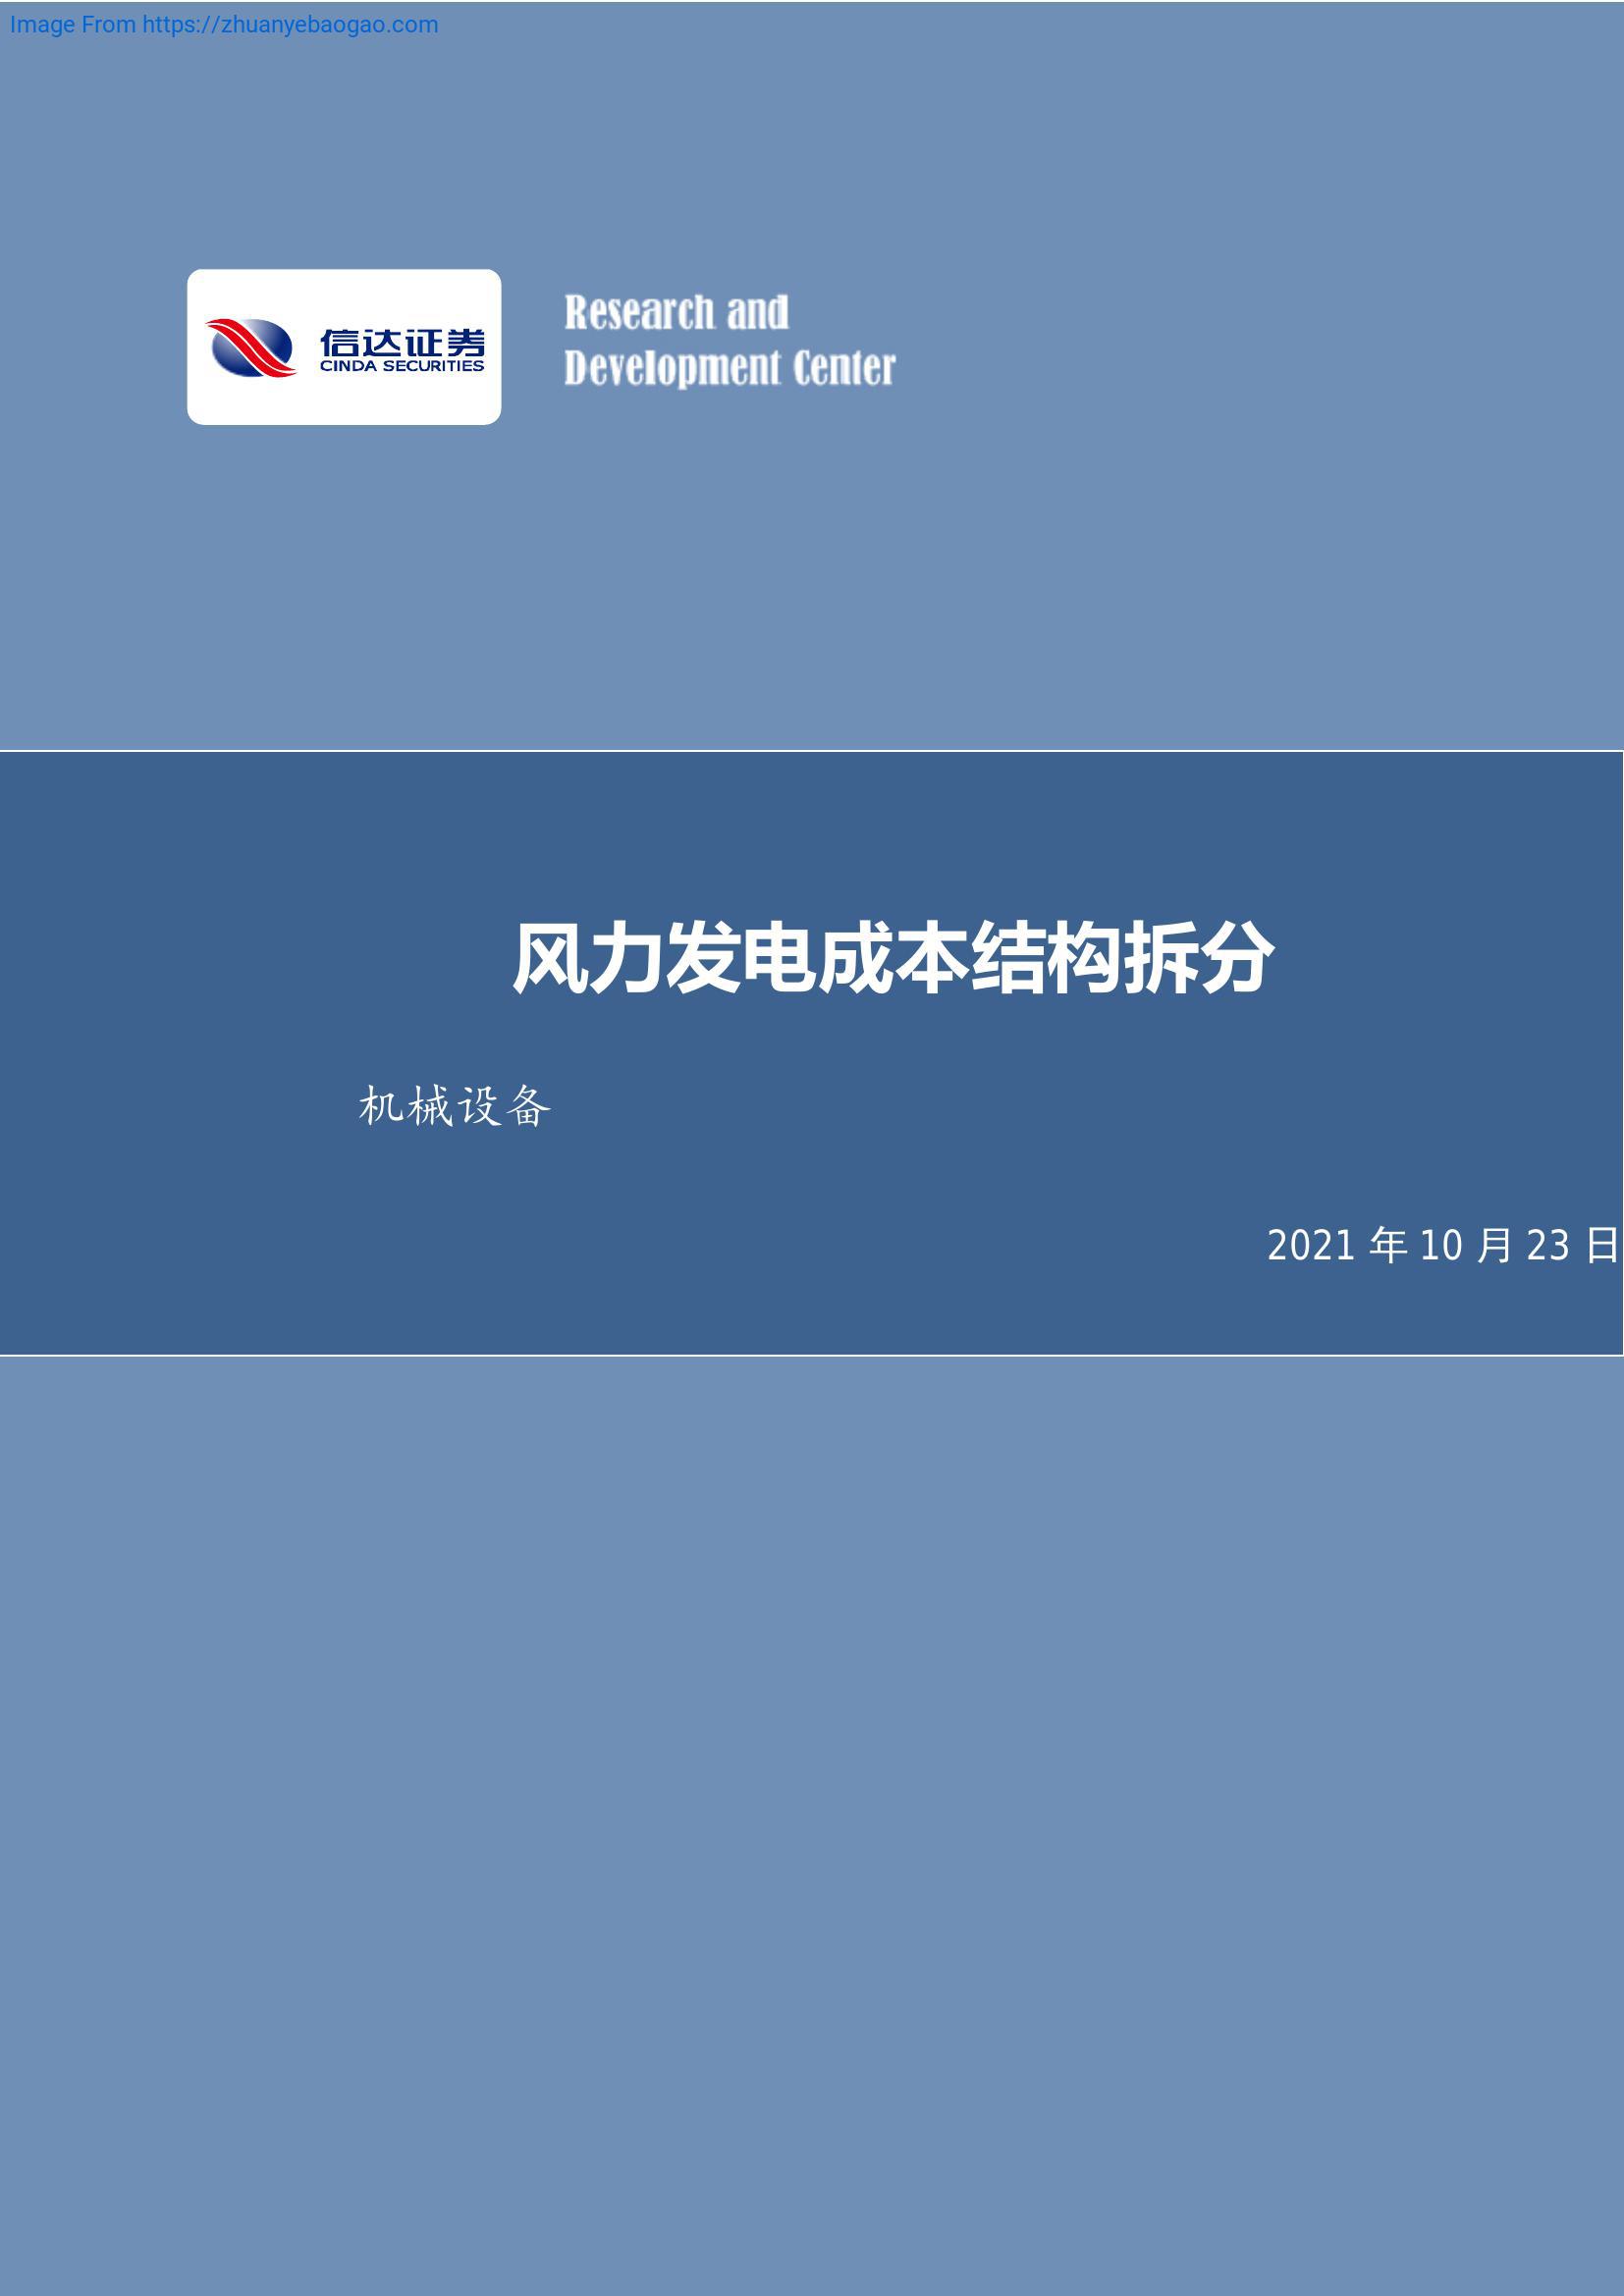 Image From https://zhuanyebaogao.com
信达证券
CINDA SECURITIES
Research and
Development Center
风力发电成本结构拆分
机械设备
2021 年 10 月 23 日